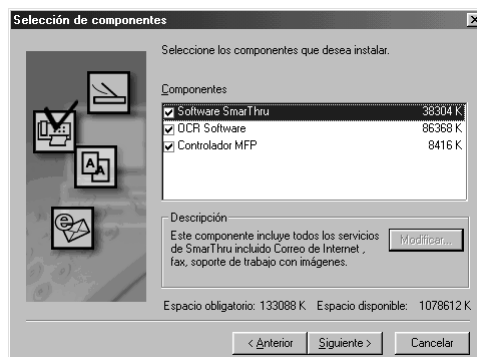 Selección de componentes
Seleccione los componentes que desea instalar.
Componentes
Software SmarThru 38304 K
OCR Software 86368 K
Controlador MFP 8416 K
Descripción
Este componente incluye todos los servicios
de SmarThru incluido Correo de Internet ,
fax, soporte de trabajo con imágenes.
Modificar...
Espacio obligatorio: 133088 K Espacio disponible: 1078612 K
< Anterior Siguiente > Cancelar